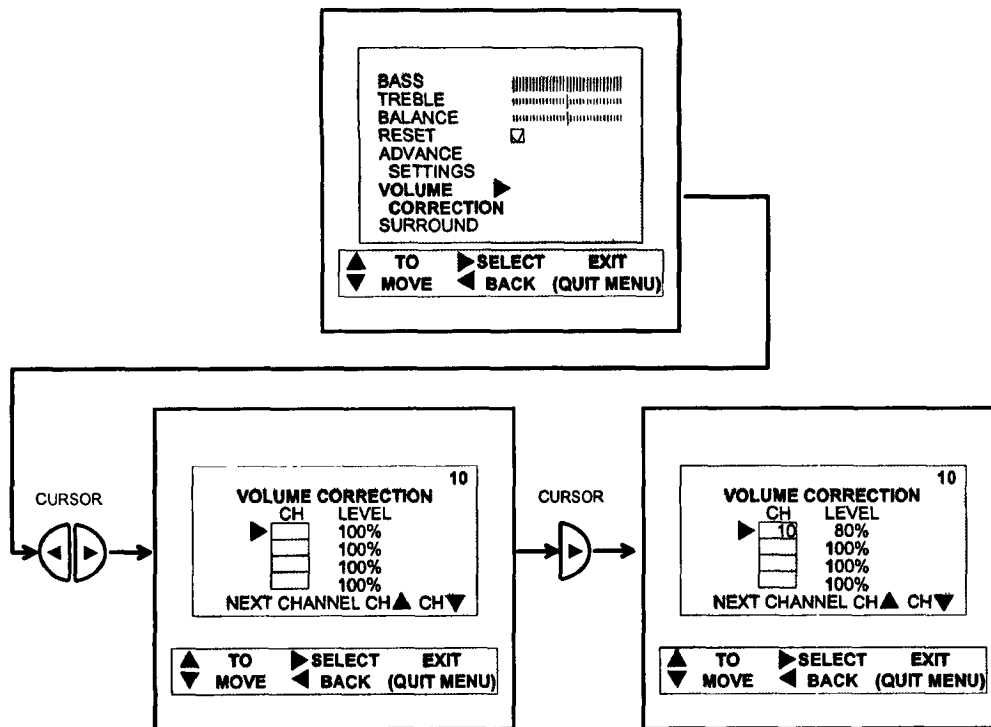 BASS
TREBLE
BALANCE
RESET
ADVANCE
SETTINGS
VOLUME ▶
CORRECTION
SURROUND
▲ TO ▶SELECT EXIT
▼ MOVE ◀ BACK (QUIT MENU)
CURSOR
10
VOLUME CORRECTION
CH LEVEL
▶ 100%
100%
100%
100%
NEXT CHANNEL CH▲ CH▼
▲ TO ▶SELECT EXIT
▼ MOVE ◀ BACK (QUIT MENU)
CURSOR
10
VOLUME CORRECTION
CH LEVEL
▶ 10 80%
100%
100%
100%
NEXT CHANNEL CH▲ CH▼
▲ TO ▶SELECT EXIT
▼ MOVE ◀ BACK (QUIT MENU)